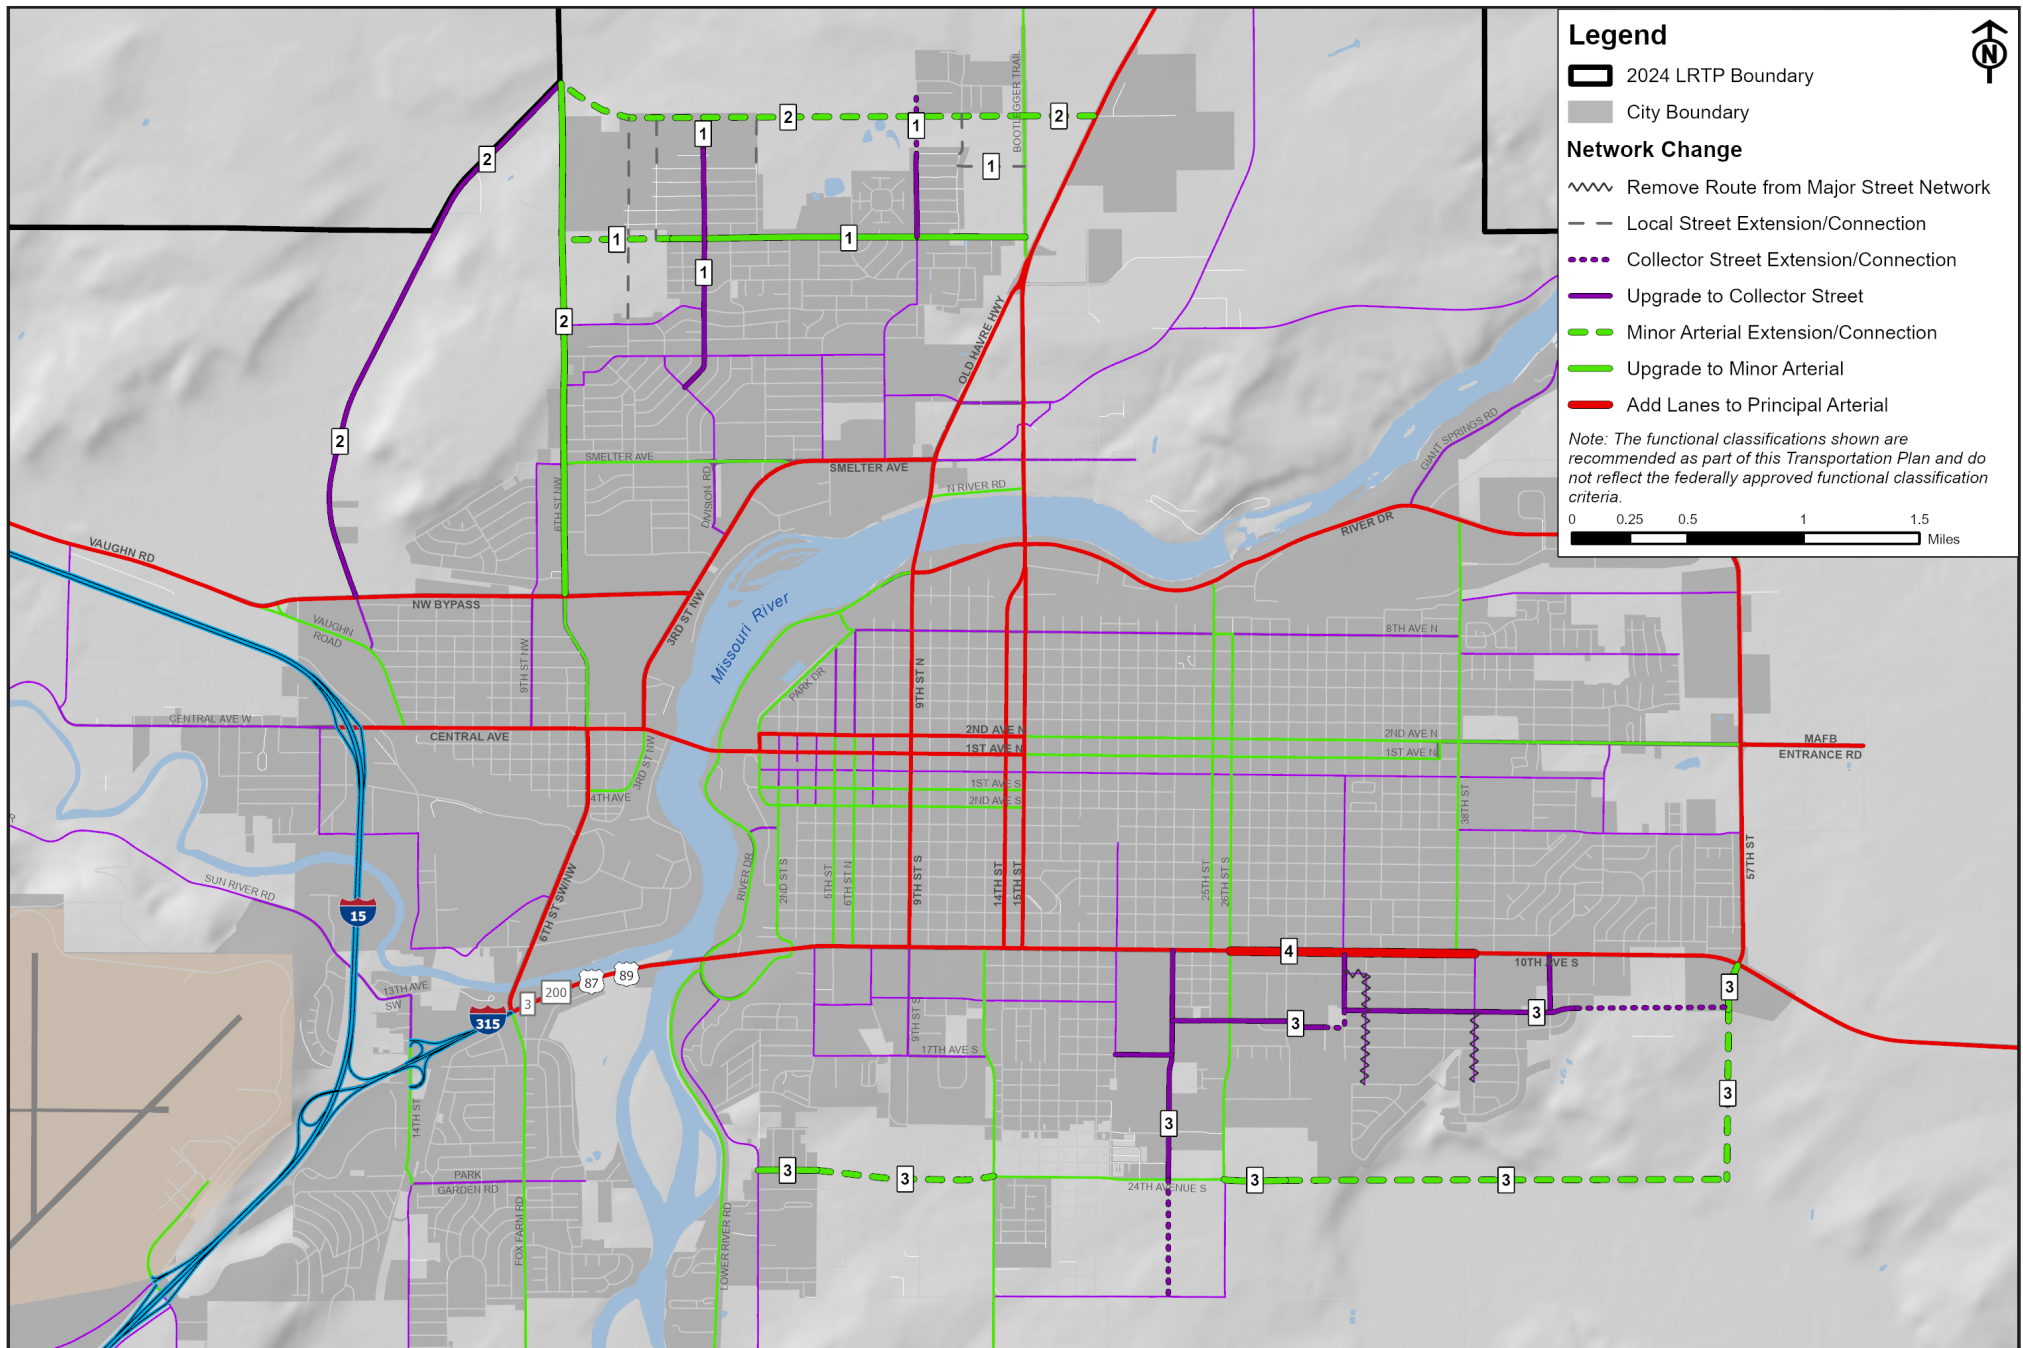 Legend
N
2024 LRTP Boundary
City Boundary
Network Change
Remove Route from Major Street Network
Local Street Extension/Connection
Collector Street Extension/Connection
Upgrade to Collector Street
Minor Arterial Extension/Connection
Upgrade to Minor Arterial
Add Lanes to Principal Arterial
Note: The functional classifications shown are
recommended as part of this Transportation Plan and do
not reflect the federally approved functional classification
criteria.
0 0.25 0.5 1 1.5
Miles
BOOTLEGGER TRAIL
2
2
1
1
2
1
1
1
1
2
2
OLD HAVRE HWY
SMELTER AVE
SMELTER AVE
N RIVER RD
DIVISION RD
6TH ST NW
GIANT SPRINGS RD
RIVER DR
VAUGHN RD
NW BYPASS
VAUGHN
ROAD
3RD ST NW
Missouri River
9TH ST NW
PARK DR
9TH ST N
8TH AVE N
CENTRAL AVE W
CENTRAL AVE
2ND AVE N
1ST AVE N
2ND AVE N
1ST AVE N
MAFB
ENTRANCE RD
3RD ST NW
4TH AVE
1ST AVE S
2ND AVE S
38TH ST
57TH ST
SUN RIVER RD
15
6TH ST SW/NW
RIVER DR
2ND ST S
5TH ST
6TH ST N
9TH ST S
14TH ST
15TH ST
25TH ST
26TH ST S
4
10TH AVE S
13TH AVE
SW
315
3
200
87
89
9TH ST S
17TH AVE S
3
3
3
3
3
14TH ST
PARK
GARDEN RD
FOX FARM RD
LOWER RIVER RD
3
3
24TH AVENUE S
3
3
R